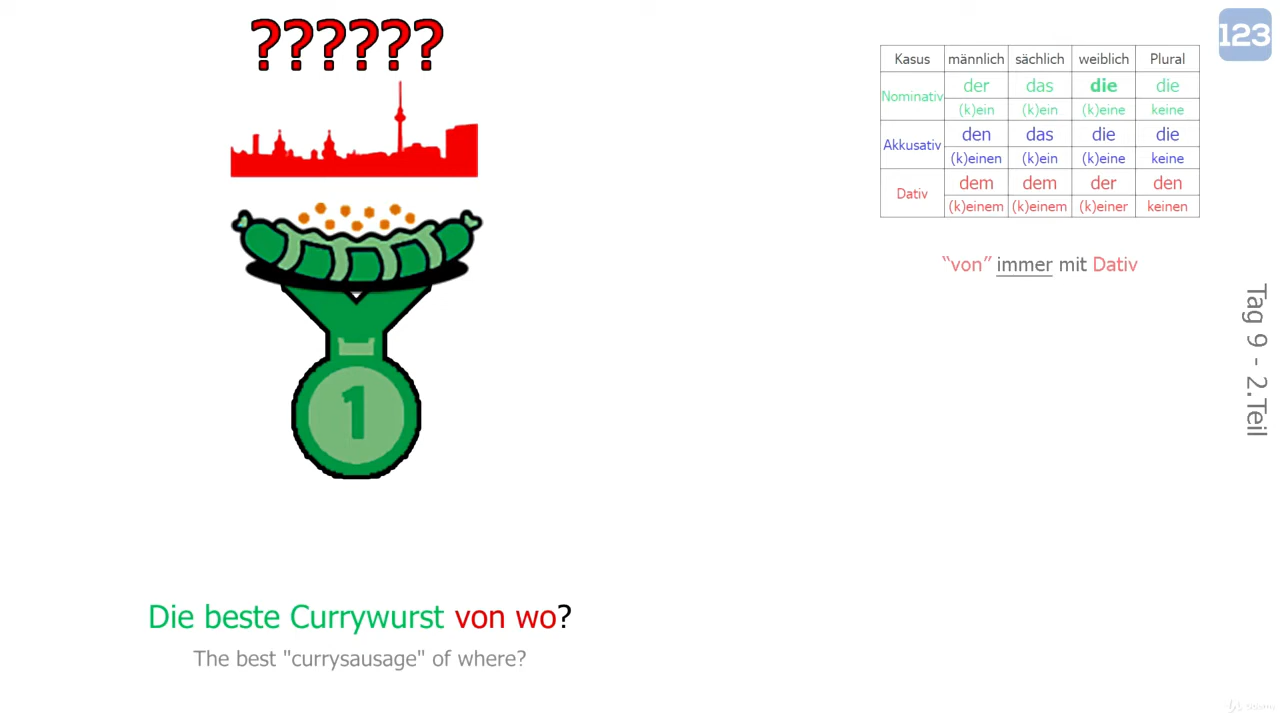 ??????
123
Kasus männlich sächlich weiblich Plural
Nominativ der das die die
(k)ein (k)ein (k)eine keine
Akkusativ den das die die
(k)einen (k)ein (k)eine keine
Dativ dem dem der den
(k)einem (k)einem (k)einer keinen
“von” immer mit Dativ
Tag 9 - 2.Teil
1
Die beste Currywurst von wo?
The best "currysausage" of where?